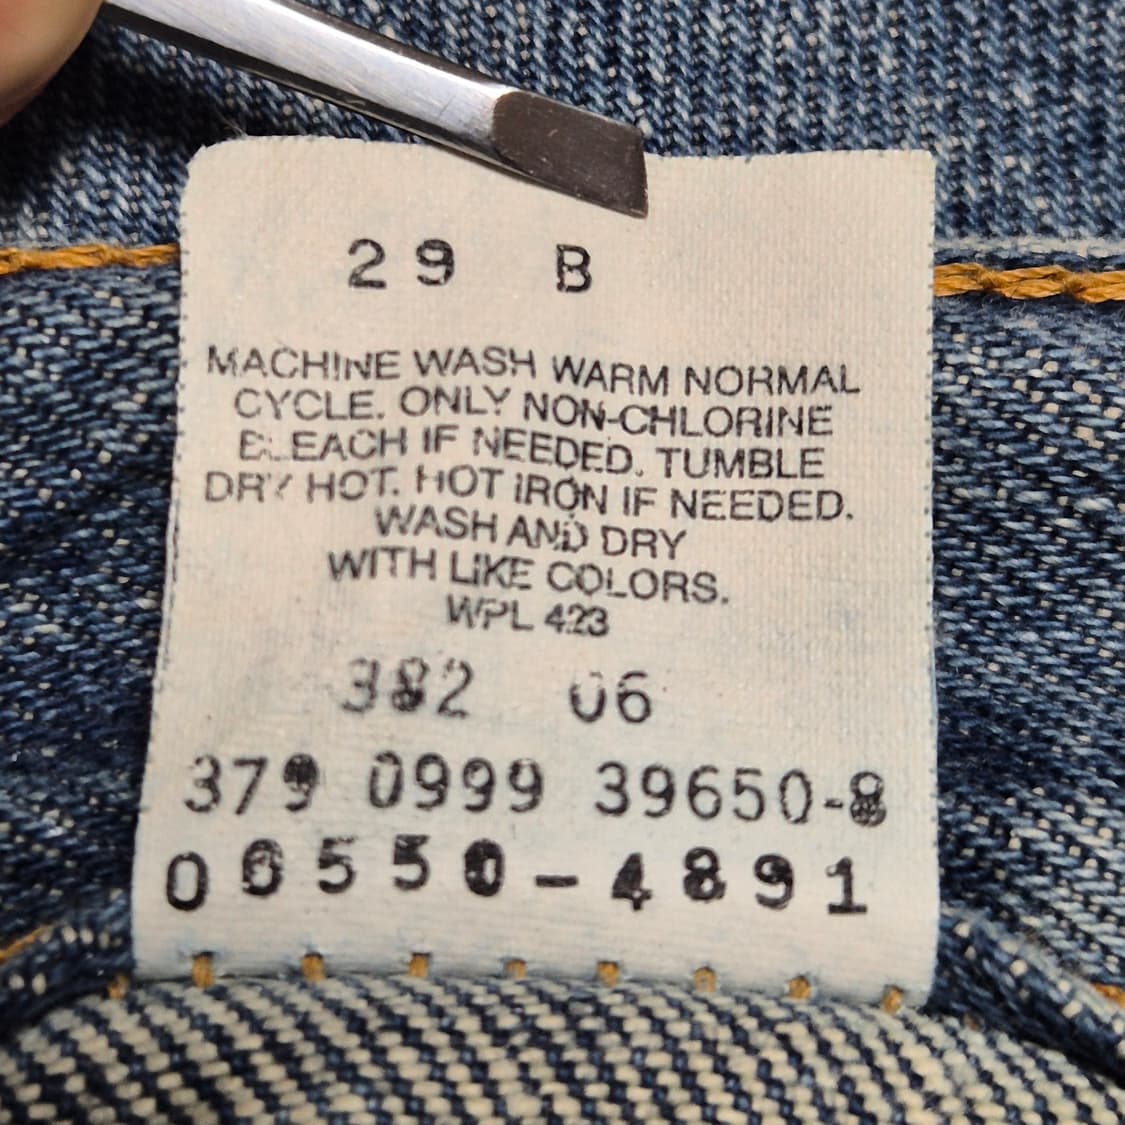 29 B
MACHINE WASH WARM NORMAL
CYCLE. ONLY NON-CHLORINE
BLEACH IF NEEDED. TUMBLE
DRY HOT. HOT IRON IF NEEDED.
WASH AND DRY
WITH LIKE COLORS.
WPL 423
382 06
379 0999 39650-8
06550-4891